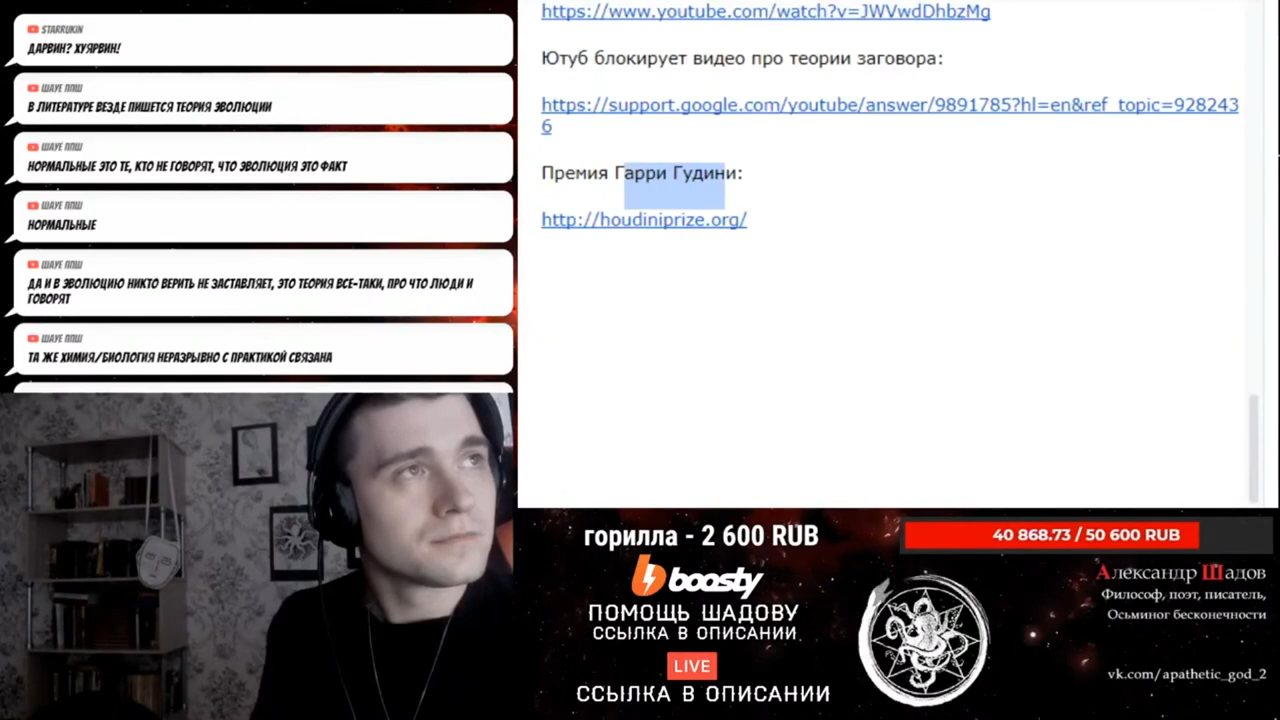 STARRUKIN
ДАРВИН? ХУЯРВИН!
ШАУЕ ППШ
В ЛИТЕРАТУРЕ ВЕЗДЕ ПИШЕТСЯ ТЕОРИЯ ЭВОЛЮЦИИ
ШАУЕ ППШ
НОРМАЛЬНЫЕ ЭТО ТЕ, КТО НЕ ГОВОРЯТ, ЧТО ЭВОЛЮЦИЯ ЭТО ФАКТ
ШАУЕ ППШ
НОРМАЛЬНЫЕ
ШАУЕ ППШ
ДА И В ЭВОЛЮЦИЮ НИКТО ВЕРИТЬ НЕ ЗАСТАВЛЯЕТ, ЭТО ТЕОРИЯ ВСЕ-ТАКИ, ПРО ЧТО ЛЮДИ И
ГОВОРЯТ
ШАУЕ ППШ
ТА ЖЕ ХИМИЯ/БИОЛОГИЯ НЕРАЗРЫВНО С ПРАКТИКОЙ СВЯЗАНА
https://www.youtube.com/watch?v=JWVwdDhbzMg
Ютуб блокирует видео про теории заговора:
https://support.google.com/youtube/answer/9891785?hl=en&ref_topic=928243
6
Премия Гарри Гудини:
http://houdiniprize.org/
горилла - 2 600 RUB
boosty
ПОМОЩЬ ШАДОВУ
ССЫЛКА В ОПИСАНИИ
LIVE
ССЫЛКА В ОПИСАНИИ
40 868.73 / 50 600 RUB
Александр Шадов
Философ, поэт, писатель,
Осьминог бесконечности
vk.com/apathetic_god_2